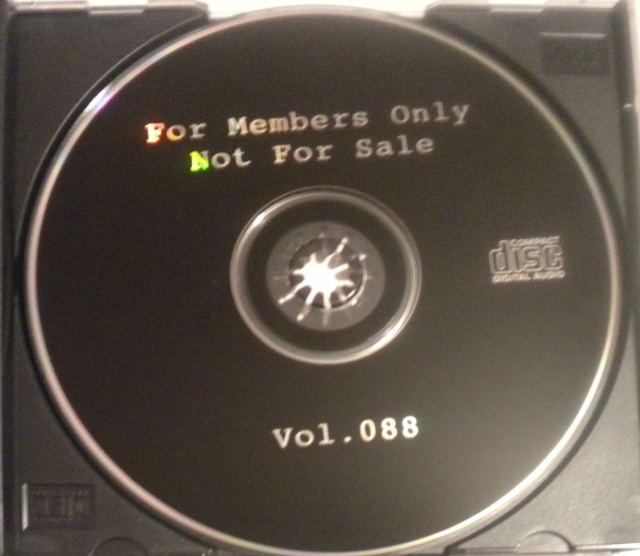 For Members Only
Not For Sale
COMPACT
disc
DIGITAL AUDIO
Vol.088